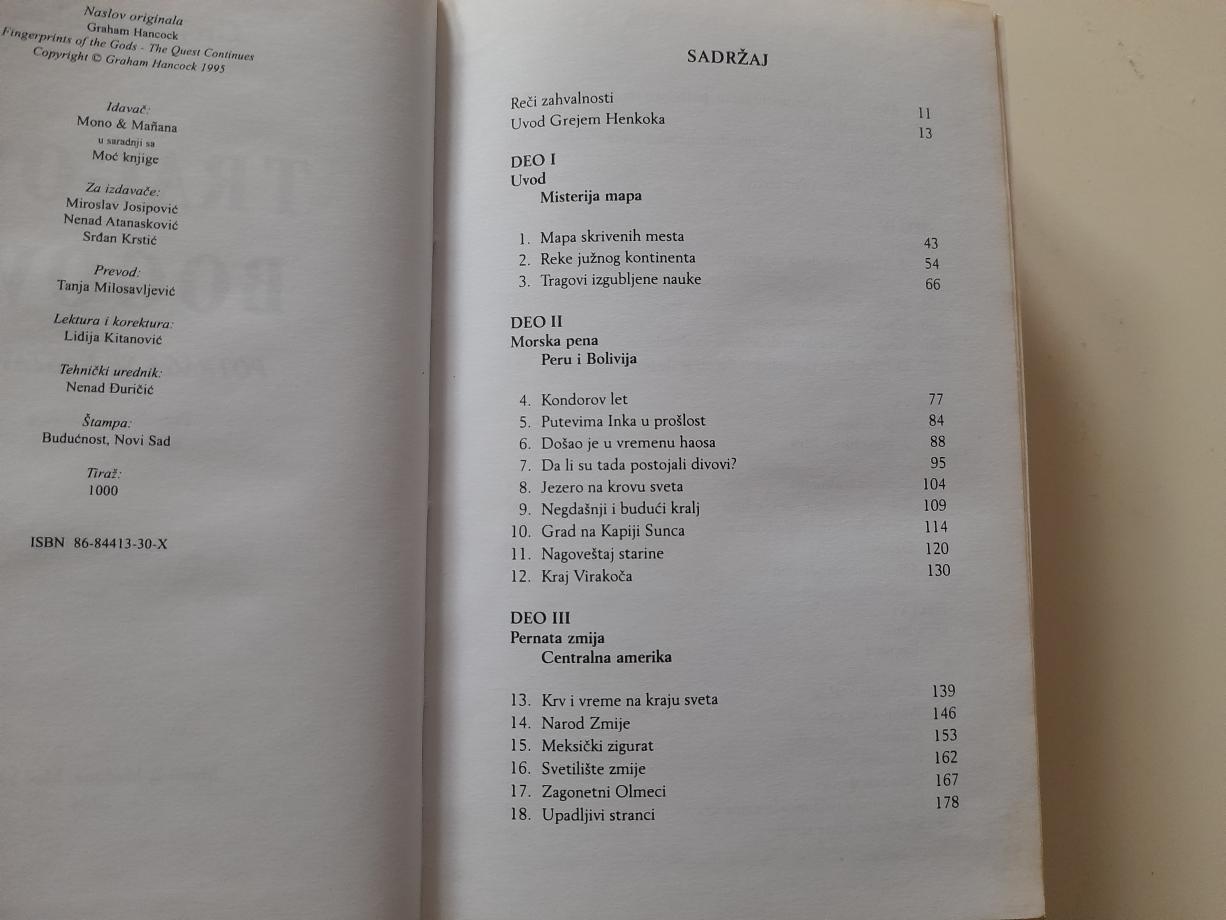 Naslov originala
Graham Hancock
Fingerprints of the Gods - The Quest Continues
Copyright © Graham Hancock 1995
Idavač:
Mono & Mañana
u saradnji sa
Moć knjige
Za izdavače:
Miroslav Josipović
Nenad Atanasković
Srđan Krstić
Prevod:
Tanja Milosavljević
Lektura i korektura:
Lidija Kitanović
Tehnički urednik:
Nenad Đuričić
Štampa:
Budućnost, Novi Sad
Tiraž:
1000
ISBN 86-84413-30-X
SADRŽAJ
Reči zahvalnosti 11
Uvod Grejem Henkoka 13
DEO I
Uvod
Misterija mapa
1. Mapa skrivenih mesta 43
2. Reke južnog kontinenta 54
3. Tragovi izgubljene nauke 66
DEO II
Morska pena
Peru i Bolivija
4. Kondorov let 77
5. Putevima Inka u prošlost 84
6. Došao je u vremenu haosa 88
7. Da li su tada postojali divovi? 95
8. Jezero na krovu sveta 104
9. Negdašnji i budući kralj 109
10. Grad na Kapiji Sunca 114
11. Nagoveštaj starine 120
12. Kraj Virakoča 130
DEO III
Pernata zmija
Centralna amerika
13. Krv i vreme na kraju sveta 139
14. Narod Zmije 146
15. Meksički zigurat 153
16. Svetilište zmije 162
17. Zagonetni Olmeci 167
18. Upadljivi stranci 178